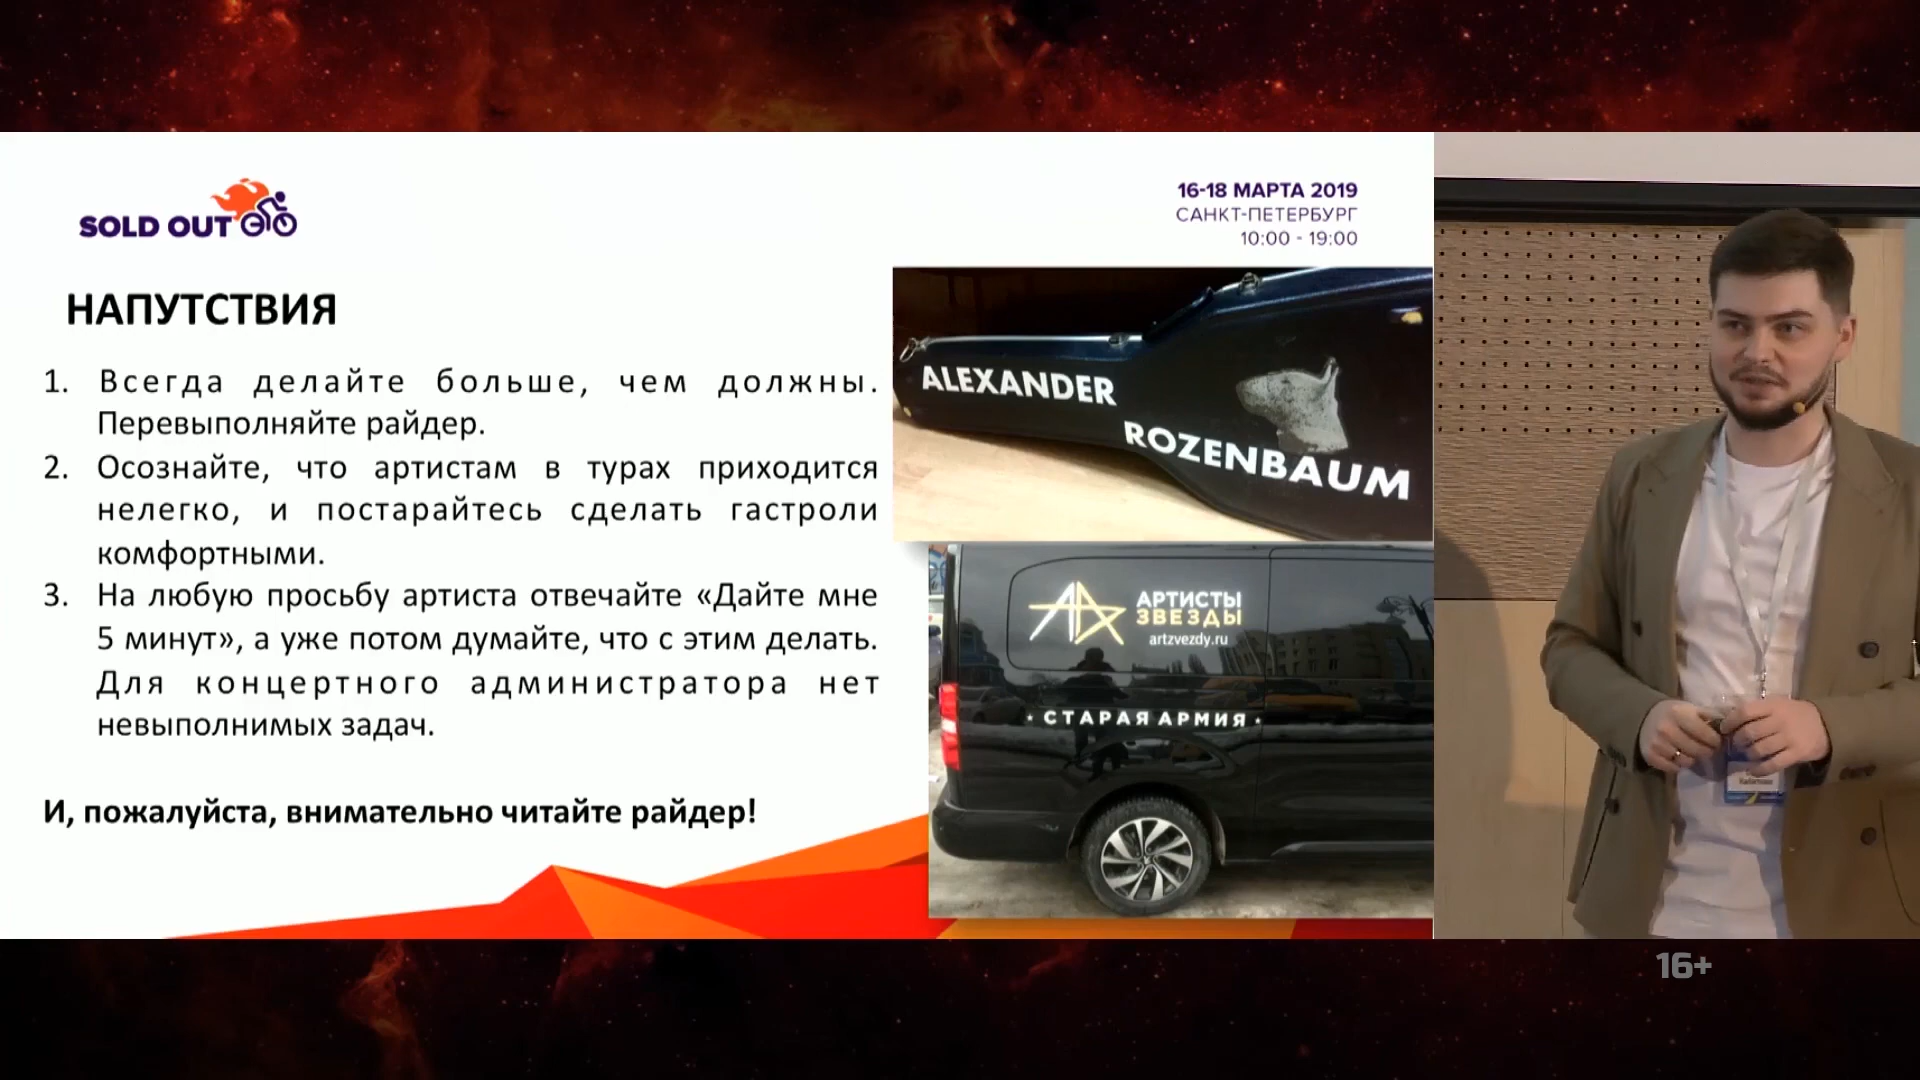 SOLD OUT
16-18 МАРТА 2019
САНКТ-ПЕТЕРБУРГ
10:00 - 19:00
НАПУТСТВИЯ
1. Всегда делайте больше, чем должны.
Перевыполняйте райдер.
2. Осознайте, что артистам в турах приходится
нелегко, и постарайтесь сделать гастроли
комфортными.
3. На любую просьбу артиста отвечайте «Дайте мне
5 минут», а уже потом думайте, что с этим делать.
Для концертного администратора нет
невыполнимых задач.
И, пожалуйста, внимательно читайте райдер!
ALEXANDER
ROZENBAUM
АРТИСТЫ
ЗВЕЗДЫ
artzvezdy.ru
• СТАРАЯ АРМИЯ •
16+